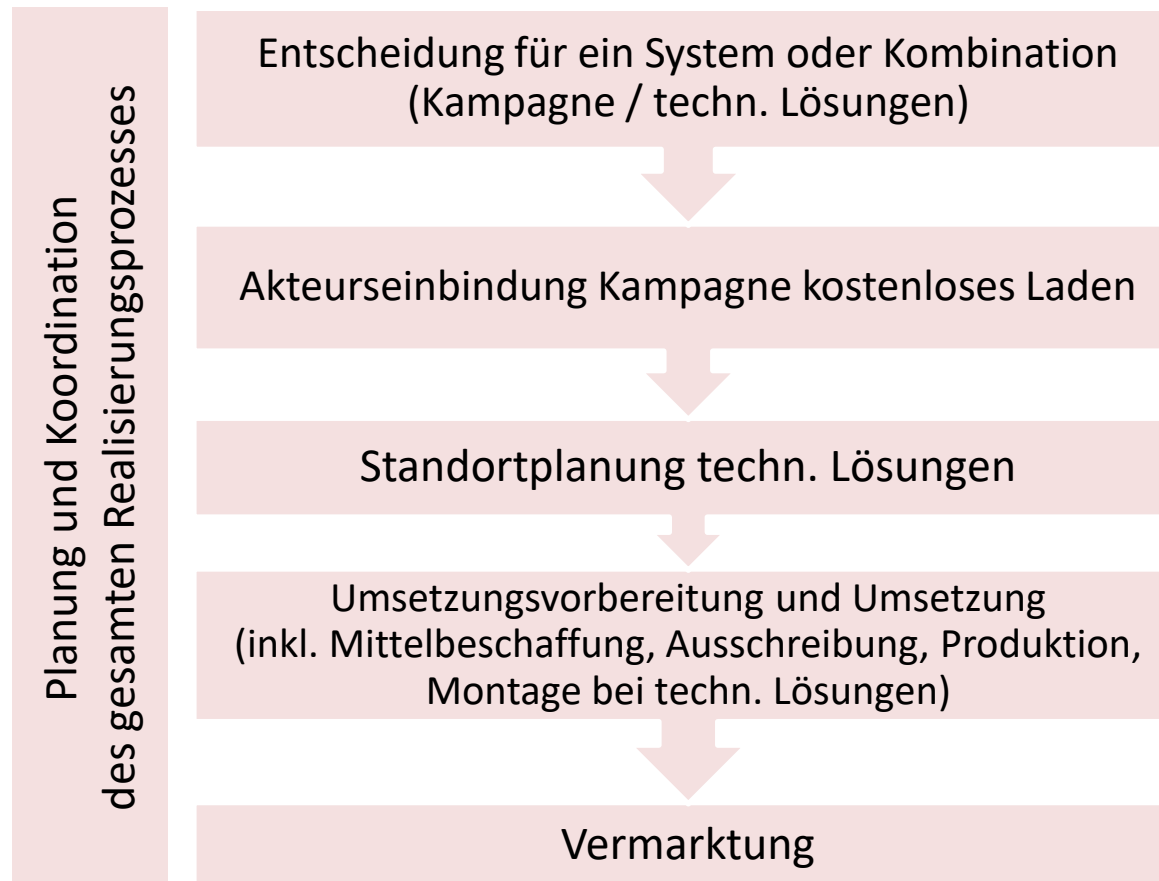 Planung und Koordination
des gesamten Realisierungsprozesses
Entscheidung für ein System oder Kombination
(Kampagne / techn. Lösungen)
Akteurseinbindung Kampagne kostenloses Laden
Standortplanung techn. Lösungen
Umsetzungsvorbereitung und Umsetzung
(inkl. Mittelbeschaffung, Ausschreibung, Produktion,
Montage bei techn. Lösungen)
Vermarktung